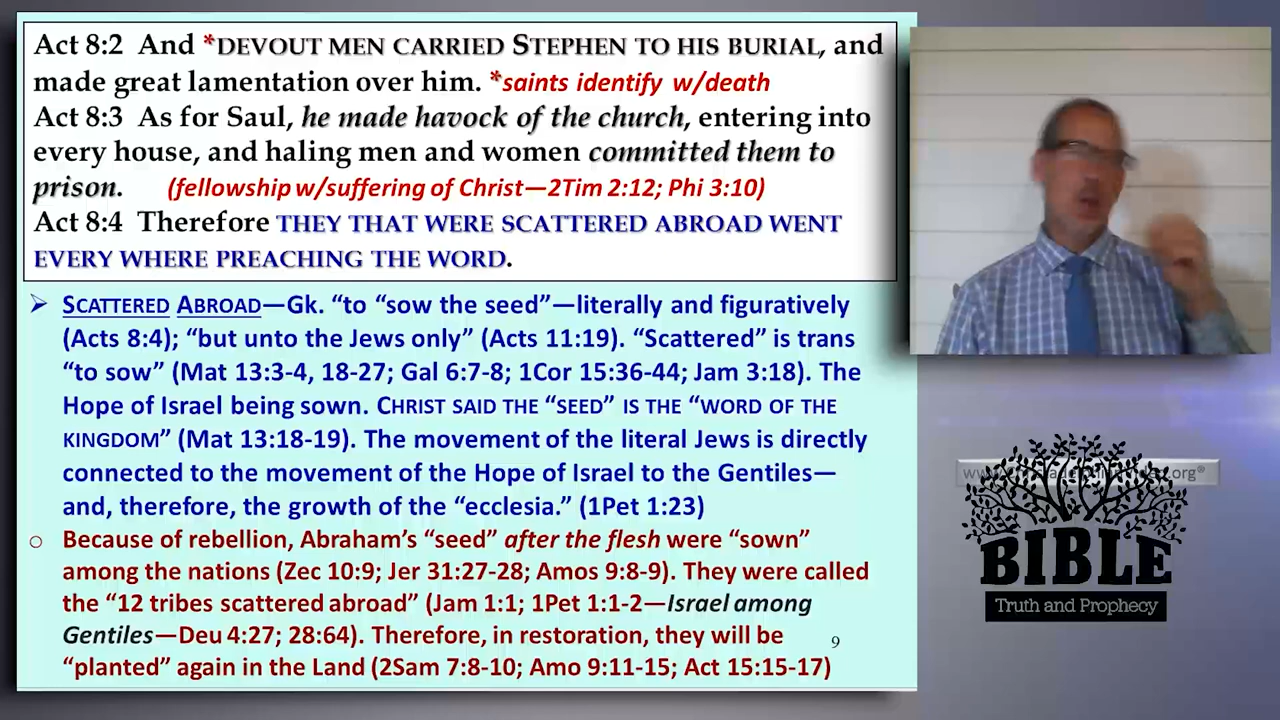 Act 8:2 And *DEVOUT MEN CARRIED STEPHEN TO HIS BURIAL, and
made great lamentation over him. *saints identify w/death
Act 8:3 As for Saul, he made havock of the church, entering into
every house, and haling men and women committed them to
prison. (fellowship w/suffering of Christ—2Tim 2:12; Phi 3:10)
Act 8:4 Therefore THEY THAT WERE SCATTERED ABROAD WENT
EVERY WHERE PREACHING THE WORD.
➢ SCATTERED ABROAD—Gk. “to “sow the seed”—literally and figuratively
(Acts 8:4); “but unto the Jews only” (Acts 11:19). “Scattered” is trans
“to sow” (Mat 13:3-4, 18-27; Gal 6:7-8; 1Cor 15:36-44; Jam 3:18). The
Hope of Israel being sown. CHRIST SAID THE “SEED” IS THE “WORD OF THE
KINGDOM” (Mat 13:18-19). The movement of the literal Jews is directly
connected to the movement of the Hope of Israel to the Gentiles—
and, therefore, the growth of the “ecclesia.” (1Pet 1:23)
o Because of rebellion, Abraham’s “seed” after the flesh were “sown”
among the nations (Zec 10:9; Jer 31:27-28; Amos 9:8-9). They were called
the “12 tribes scattered abroad” (Jam 1:1; 1Pet 1:1-2—Israel among
Gentiles—Deu 4:27; 28:64). Therefore, in restoration, they will be
“planted” again in the Land (2Sam 7:8-10; Amo 9:11-15; Act 15:15-17)
9
BIBLE
Truth and Prophecy